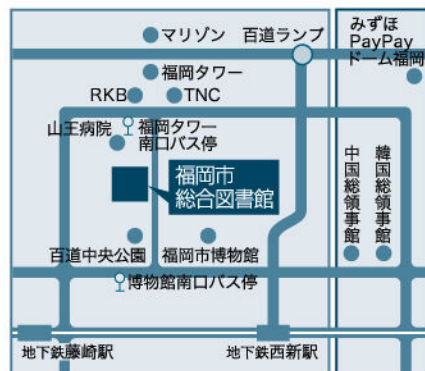 マリゾン
百道ランプ
みずほ
PayPay
ドーム福岡
福岡タワー
RKB
TNC
山王病院
福岡タワー
南口バス停
福岡市
総合図書館
中国総領事館
韓国総領事館
百道中央公園
福岡市博物館
博物館南口バス停
地下鉄藤崎駅
地下鉄西新駅